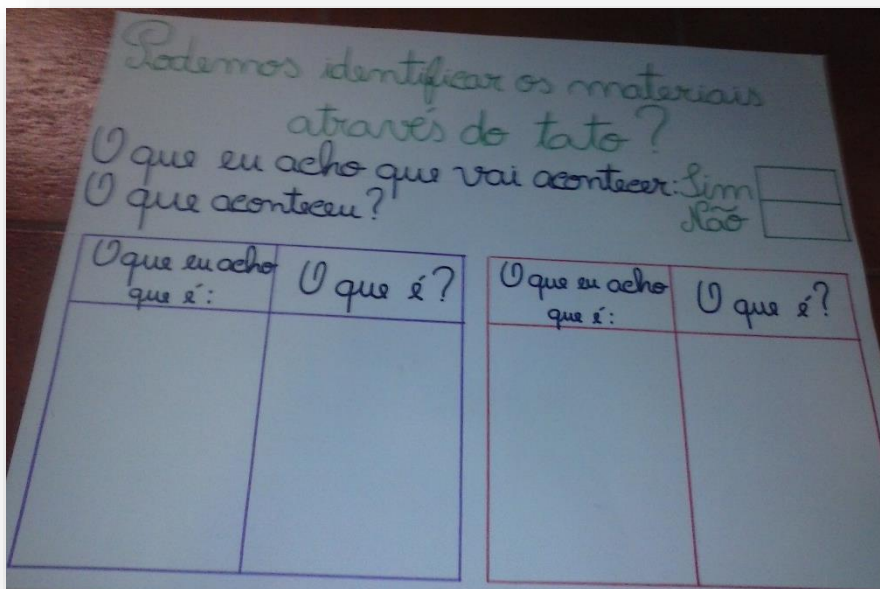 Podemos identificar os materiais
através do tato?
O que eu acho que vai acontecer: Sim
Não
O que aconteceu?
O que eu acho
que é:
O que é?
O que eu acho
que é:
O que é?